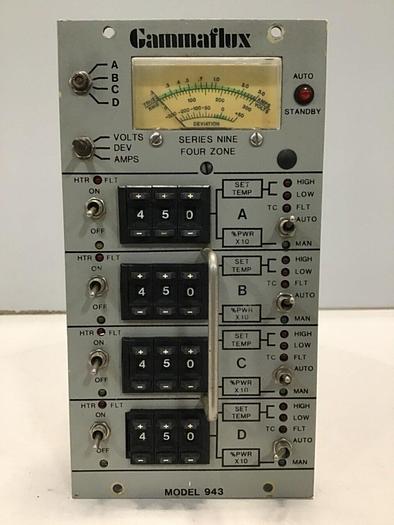 Gammaflux
A
B
C
D
AUTO
STANDBY
VOLTS
DEV
AMPS
DEVIATION
SERIES NINE
FOUR ZONE
HTR FLT
ON
OFF
+ + +
4 5 0
- - -
SET TEMP
A
%PWR X10
HIGH
LOW
TC FLT
AUTO
MAN
HTR FLT
ON
OFF
+ + +
4 5 0
- - -
SET TEMP
B
%PWR X10
HIGH
LOW
TC FLT
AUTO
MAN
HTR FLT
ON
OFF
+ + +
4 5 0
- - -
SET TEMP
C
%PWR X10
HIGH
LOW
TC FLT
AUTO
MAN
HTR FLT
ON
OFF
+ + +
4 5 0
- - -
SET TEMP
D
%PWR X10
HIGH
LOW
TC FLT
AUTO
MAN
MODEL 943